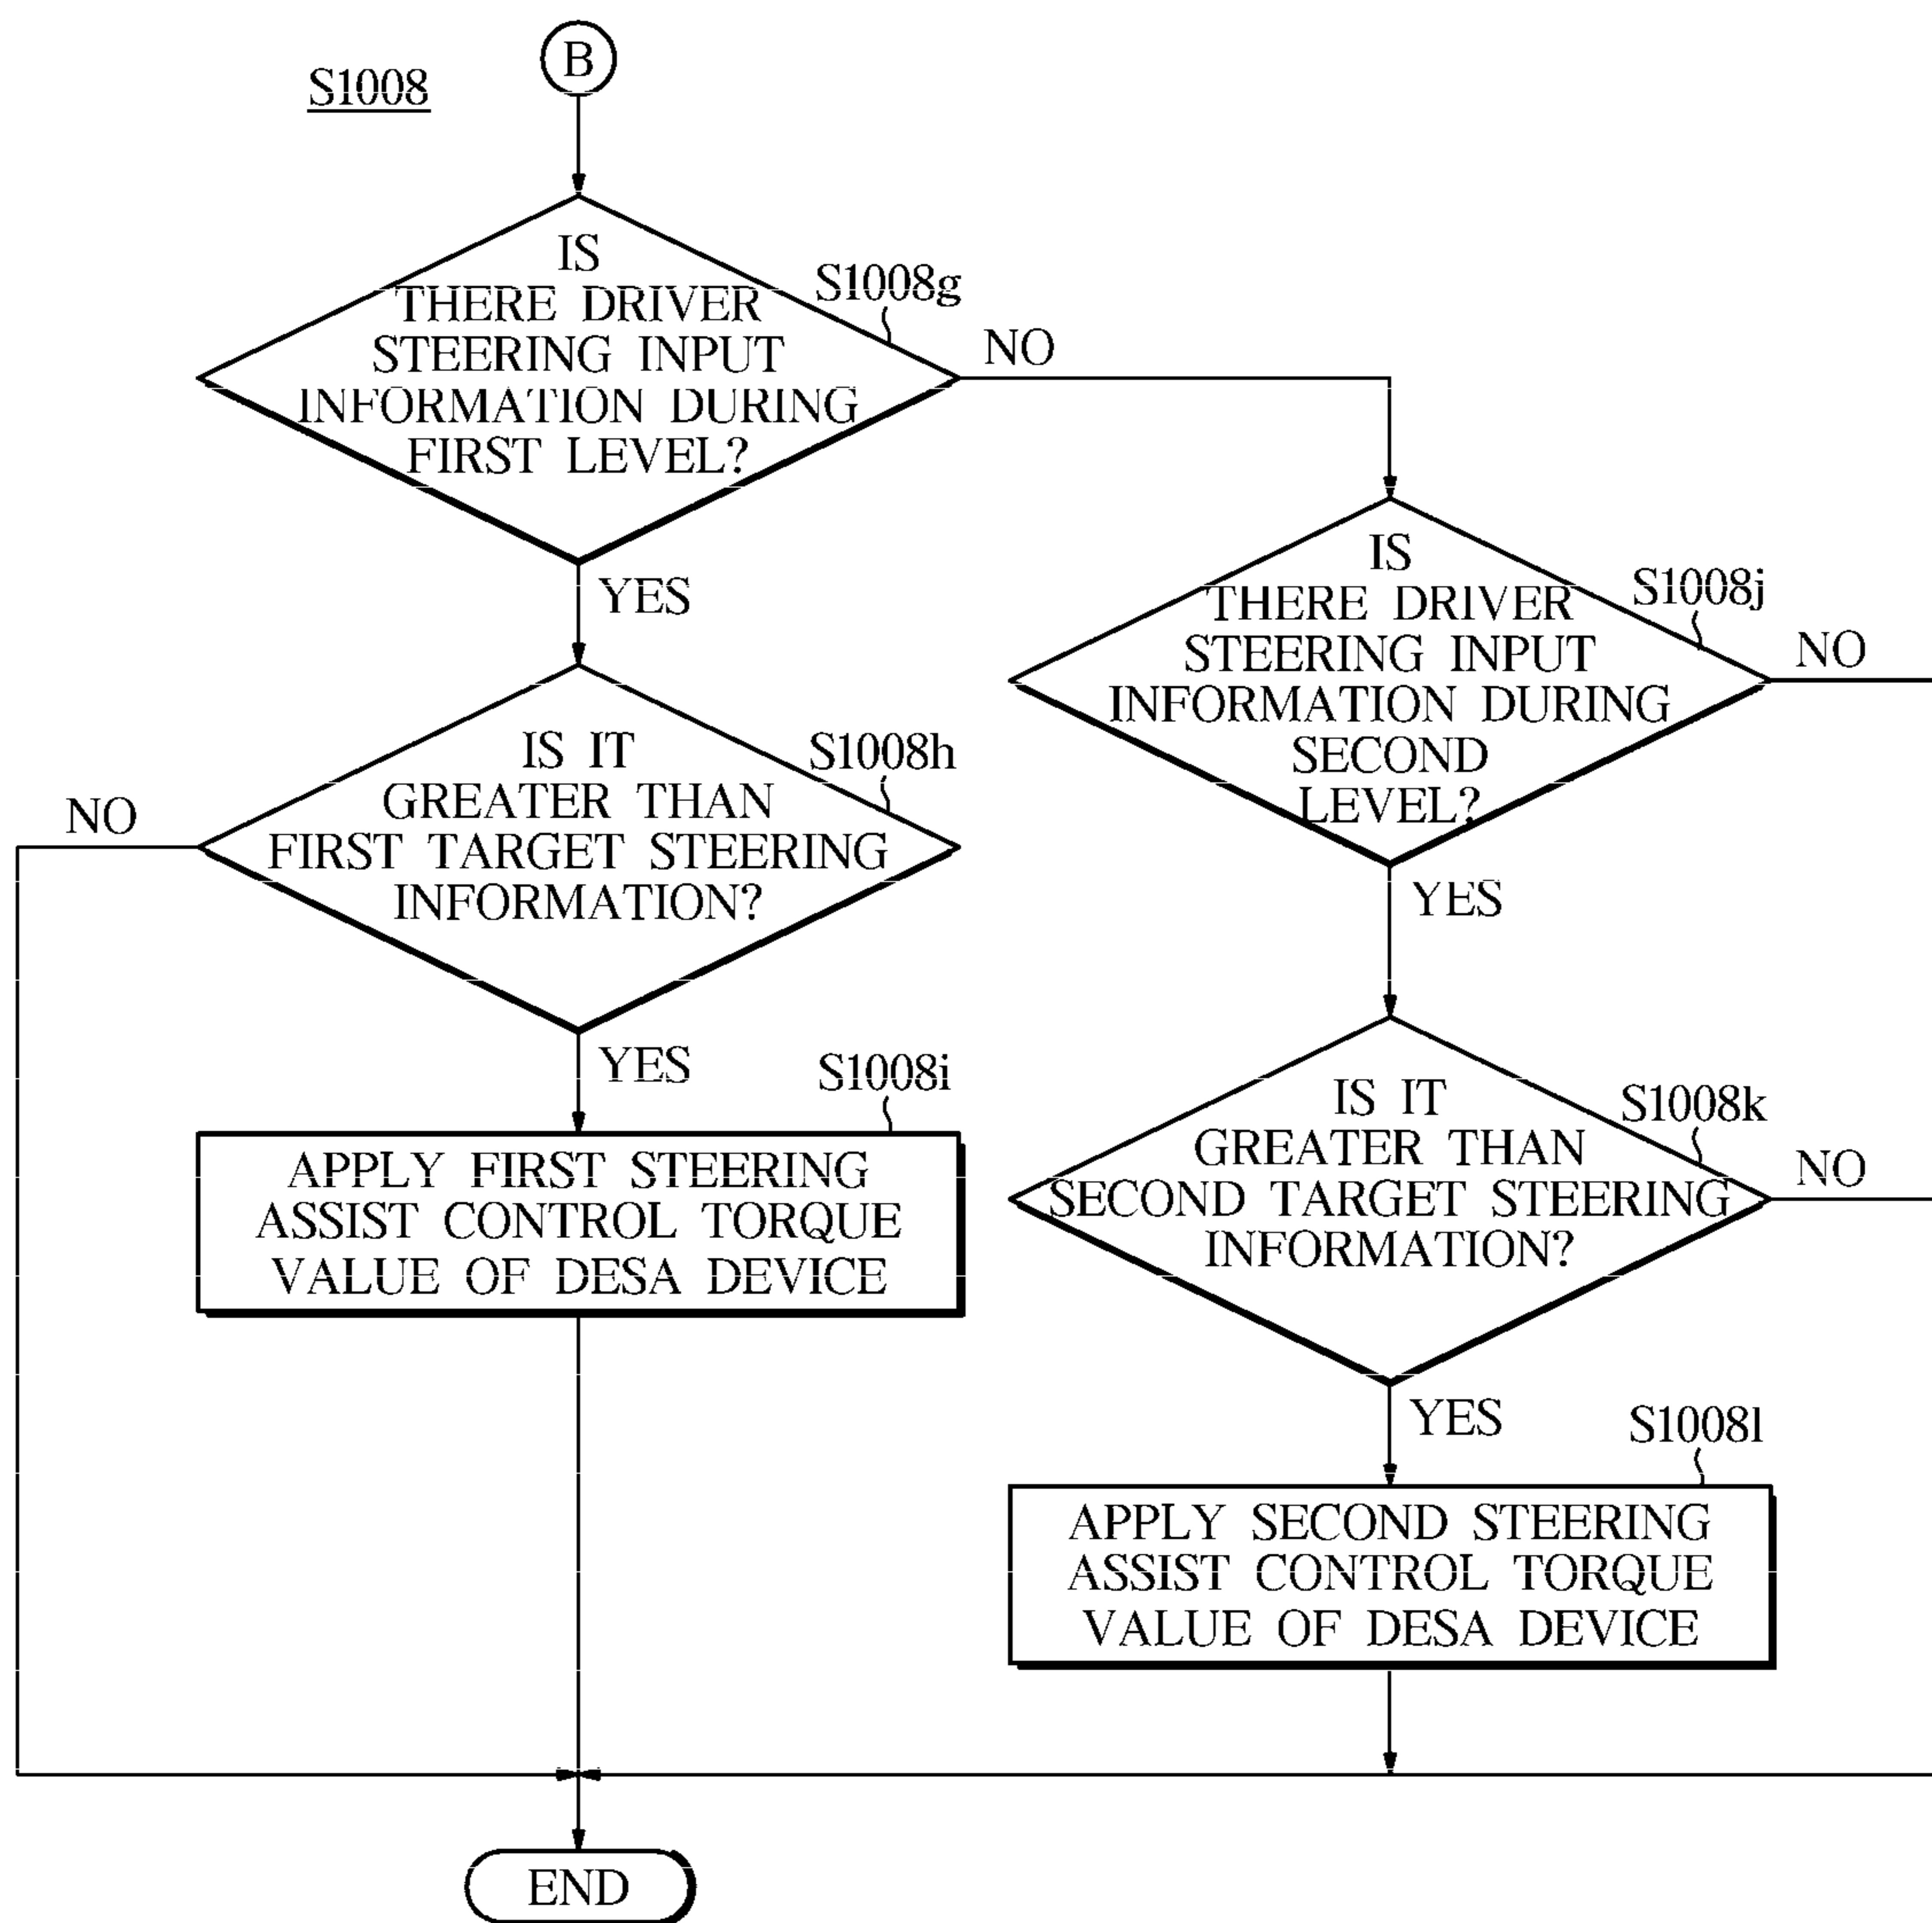 S1008
B
IS
THERE DRIVER
STEERING INPUT
INFORMATION DURING
FIRST LEVEL?
S1008g
NO
YES
IS
THERE DRIVER
STEERING INPUT
INFORMATION DURING
SECOND
LEVEL?
S1008j
NO
YES
IS IT
GREATER THAN
FIRST TARGET STEERING
INFORMATION?
S1008h
NO
YES
IS IT
GREATER THAN
SECOND TARGET STEERING
INFORMATION?
S1008k
NO
YES
S1008i
APPLY FIRST STEERING
ASSIST CONTROL TORQUE
VALUE OF DESA DEVICE
S1008l
APPLY SECOND STEERING
ASSIST CONTROL TORQUE
VALUE OF DESA DEVICE
END